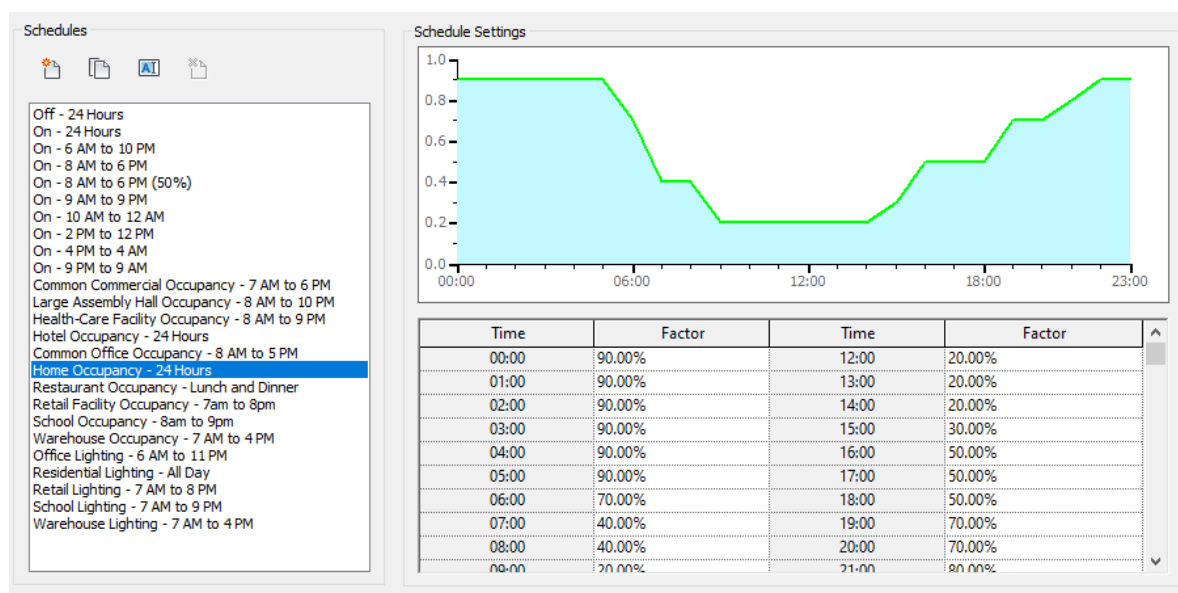 Schedules
AI
Off - 24 Hours
On - 24 Hours
On - 6 AM to 10 PM
On - 8 AM to 6 PM
On - 8 AM to 6 PM (50%)
On - 9 AM to 9 PM
On - 10 AM to 12 AM
On - 2 PM to 12 PM
On - 4 PM to 4 AM
On - 9 PM to 9 AM
Common Commercial Occupancy - 7 AM to 6 PM
Large Assembly Hall Occupancy - 8 AM to 10 PM
Health-Care Facility Occupancy - 8 AM to 9 PM
Hotel Occupancy - 24 Hours
Common Office Occupancy - 8 AM to 5 PM
Home Occupancy - 24 Hours
Restaurant Occupancy - Lunch and Dinner
Retail Facility Occupancy - 7am to 8pm
School Occupancy - 8am to 9pm
Warehouse Occupancy - 7 AM to 4 PM
Office Lighting - 6 AM to 11 PM
Residential Lighting - All Day
Retail Lighting - 7 AM to 8 PM
School Lighting - 7 AM to 9 PM
Warehouse Lighting - 7 AM to 4 PM
Schedule Settings
1.0
0.8
0.6
0.4
0.2
0.0
00:00 06:00 12:00 18:00 23:00
Time Factor Time Factor
00:00 90.00% 12:00 20.00%
01:00 90.00% 13:00 20.00%
02:00 90.00% 14:00 20.00%
03:00 90.00% 15:00 30.00%
04:00 90.00% 16:00 50.00%
05:00 90.00% 17:00 50.00%
06:00 70.00% 18:00 50.00%
07:00 40.00% 19:00 70.00%
08:00 40.00% 20:00 70.00%
09:00 20.00% 21:00 80.00%